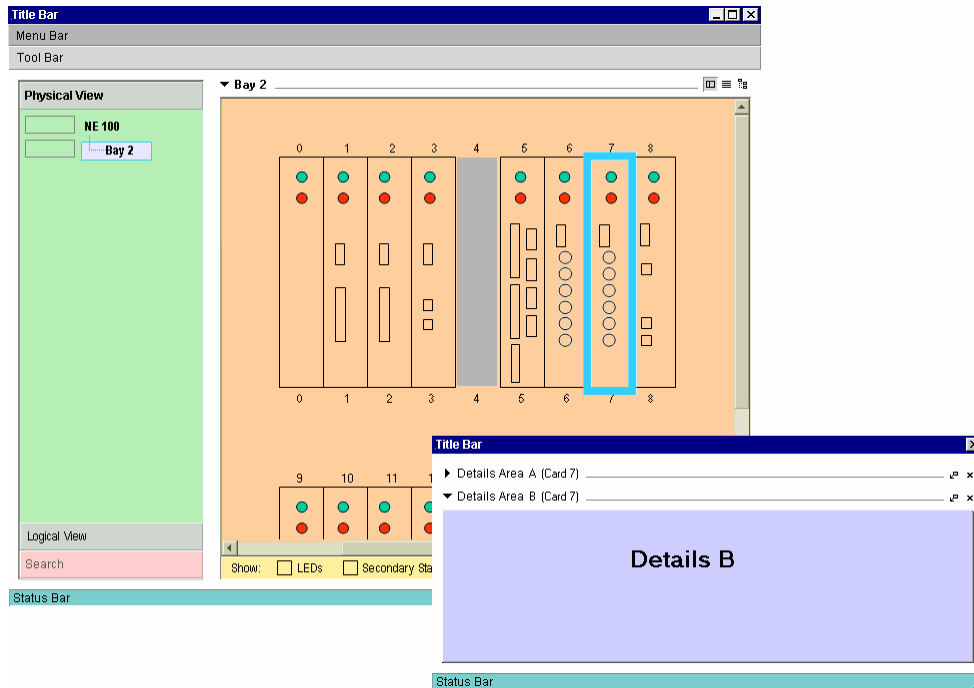 Title Bar
Menu Bar
Tool Bar
Physical View
NE 100
Bay 2
Logical View
Search
Bay 2
0 1 2 3 4 5 6 7 8
0 1 2 3 4 5 6 7 8
9 10 11
Show: LEDs Secondary Sta
Status Bar
Title Bar
Details Area A (Card 7)
Details Area B (Card 7)
Details B
Status Bar